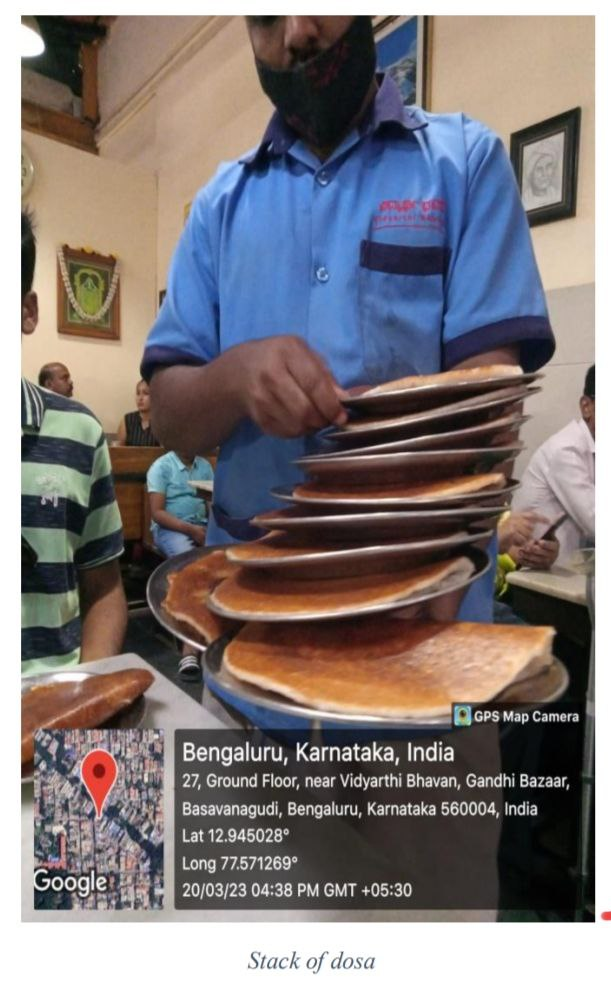 GPS Map Camera
Bengaluru, Karnataka, India
27, Ground Floor, near Vidyarthi Bhavan, Gandhi Bazaar,
Basavanagudi, Bengaluru, Karnataka 560004, India
Lat 12.945028°
Long 77.571269°
20/03/23 04:38 PM GMT +05:30
Google
Stack of dosa